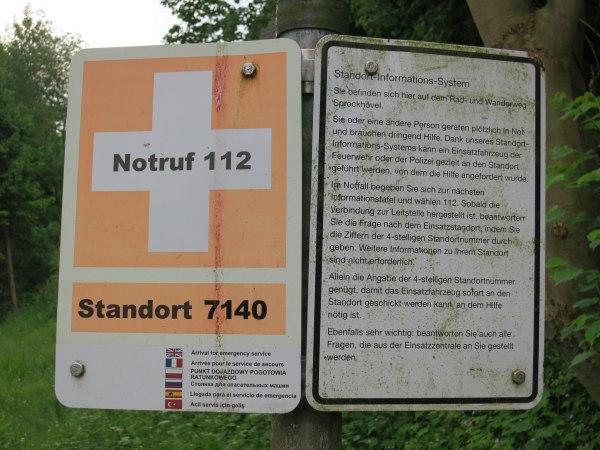 Notruf 112
Standort 7140
Arrival for emergency service
Arrivés pour le service de secours
PUNKT DOJAZDOWY POGOTOWIA
RATUNKOWEGO
Стоянка для спасательных машин
Llegada para el servicio de emergencia
Acil servis için geliş
Standort-Informations-System
Sie befinden sich hier auf dem Rad- und Wanderweg
Sprockhövel.
Sie oder eine andere Person geraten plötzlich in Not
und brauchen dringend Hilfe. Dank unseres Standort-
Informations-Systems kann ein Einsatzfahrzeug der
Feuerwehr oder der Polizei gezielt an den Standort
geführt werden, von dem die Hilfe angefordert wurde.
Im Notfall begeben Sie sich zur nächsten
Informationstafel und wählen 112. Sobald die
Verbindung zur Leitstelle hergestellt ist, beantworten
Sie die Frage nach dem Einsatzstandort, indem Sie
die Ziffern der 4-stelligen Standortnummer durch
geben. Weitere Informationen zu Ihrem Standort
sind nicht erforderlich.
Allein die Angabe der 4-stelligen Standortnummer
genügt, damit das Einsatzfahrzeug sofort an den
Standort geschickt werden kann, an dem Hilfe
nötig ist.
Ebenfalls sehr wichtig: beantworten Sie auch alle
Fragen, die aus der Einsatzzentrale an Sie gestellt
werden.